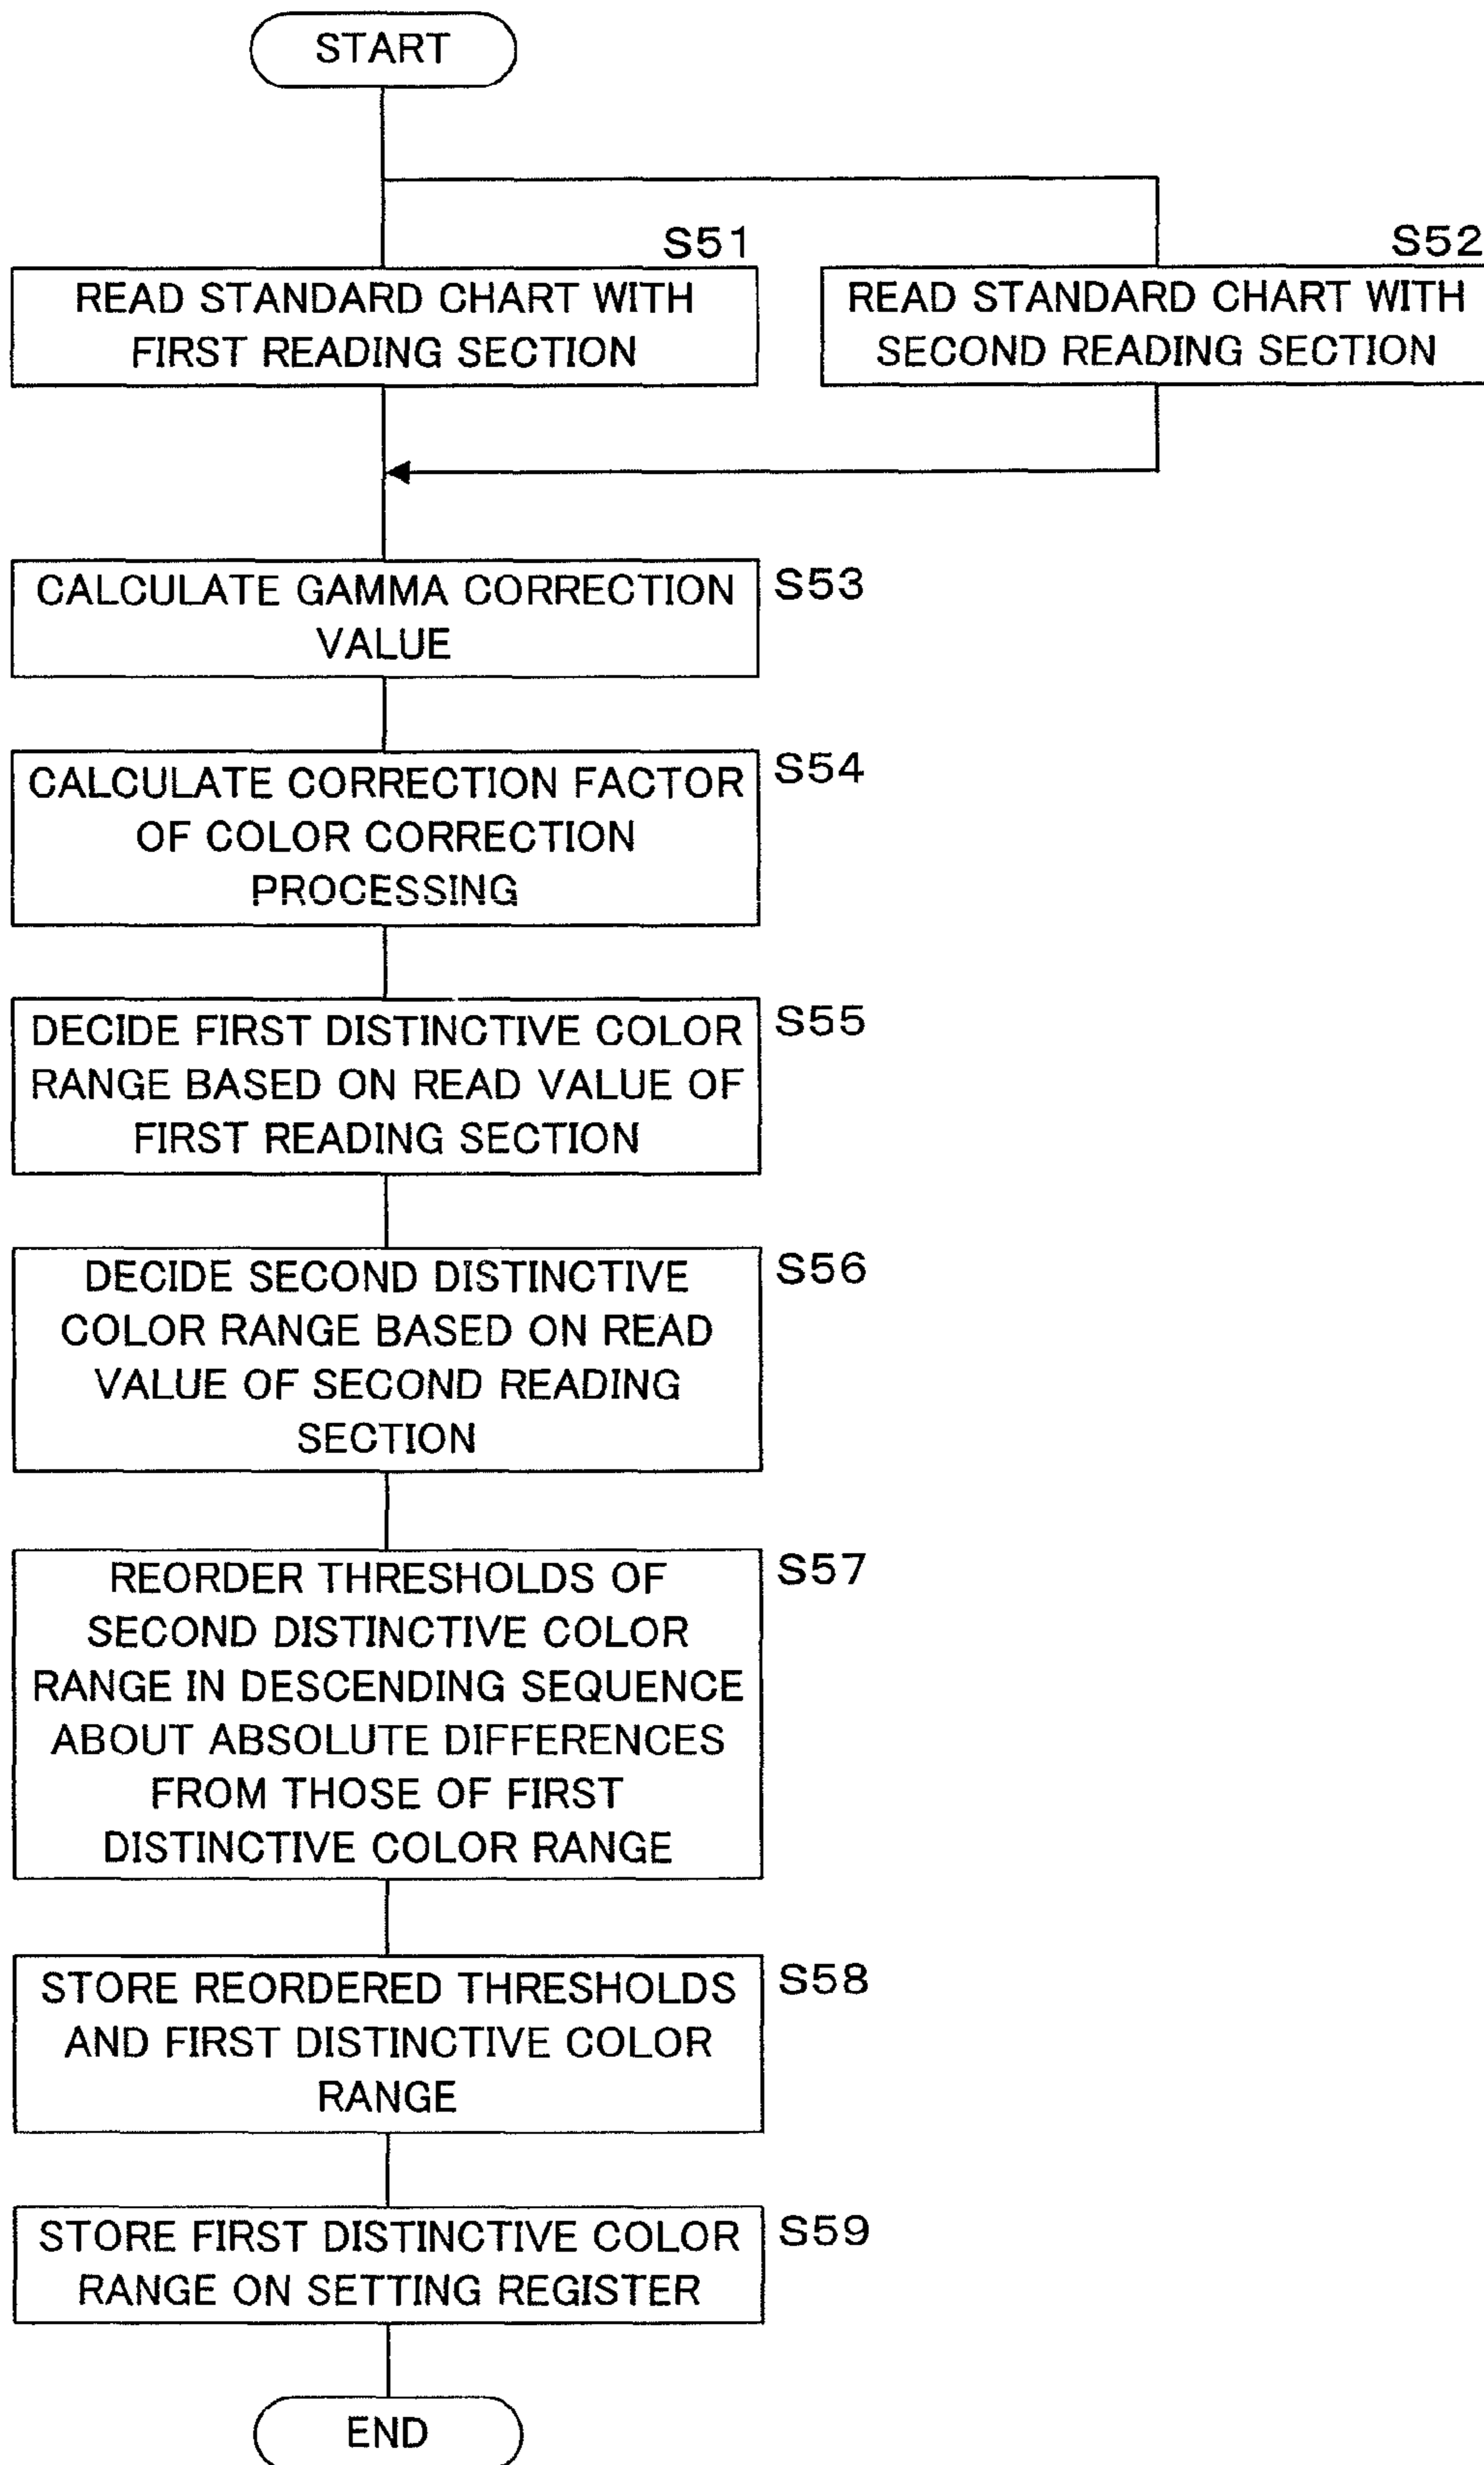 START
S51
READ STANDARD CHART WITH
FIRST READING SECTION
S52
READ STANDARD CHART WITH
SECOND READING SECTION
CALCULATE GAMMA CORRECTION
VALUE
S53
CALCULATE CORRECTION FACTOR
OF COLOR CORRECTION
PROCESSING
S54
DECIDE FIRST DISTINCTIVE COLOR
RANGE BASED ON READ VALUE OF
FIRST READING SECTION
S55
DECIDE SECOND DISTINCTIVE
COLOR RANGE BASED ON READ
VALUE OF SECOND READING
SECTION
S56
REORDER THRESHOLDS OF
SECOND DISTINCTIVE COLOR
RANGE IN DESCENDING SEQUENCE
ABOUT ABSOLUTE DIFFERENCES
FROM THOSE OF FIRST
DISTINCTIVE COLOR RANGE
S57
STORE REORDERED THRESHOLDS
AND FIRST DISTINCTIVE COLOR
RANGE
S58
STORE FIRST DISTINCTIVE COLOR
RANGE ON SETTING REGISTER
S59
END